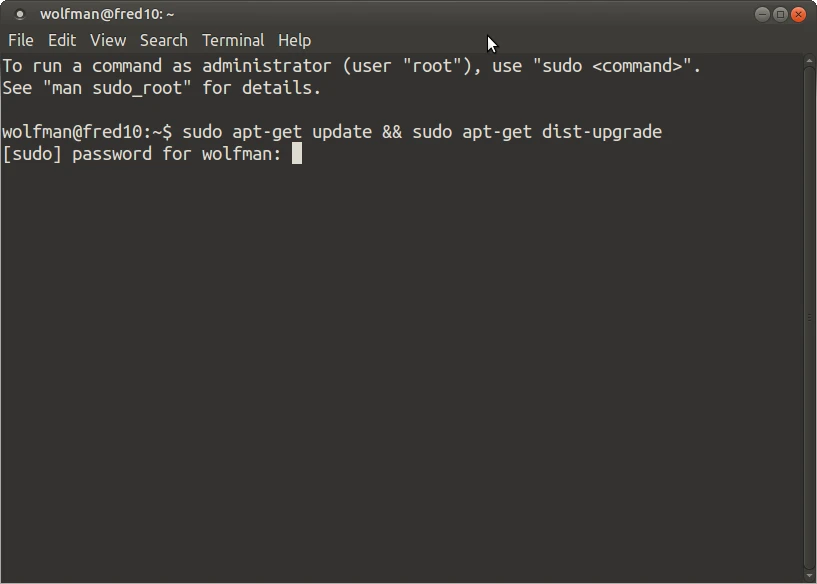 wolfman@fred10: ~
File Edit View Search Terminal Help
To run a command as administrator (user "root"), use "sudo <command>".
See "man sudo_root" for details.
wolfman@fred10:~$ sudo apt-get update && sudo apt-get dist-upgrade
[sudo] password for wolfman: